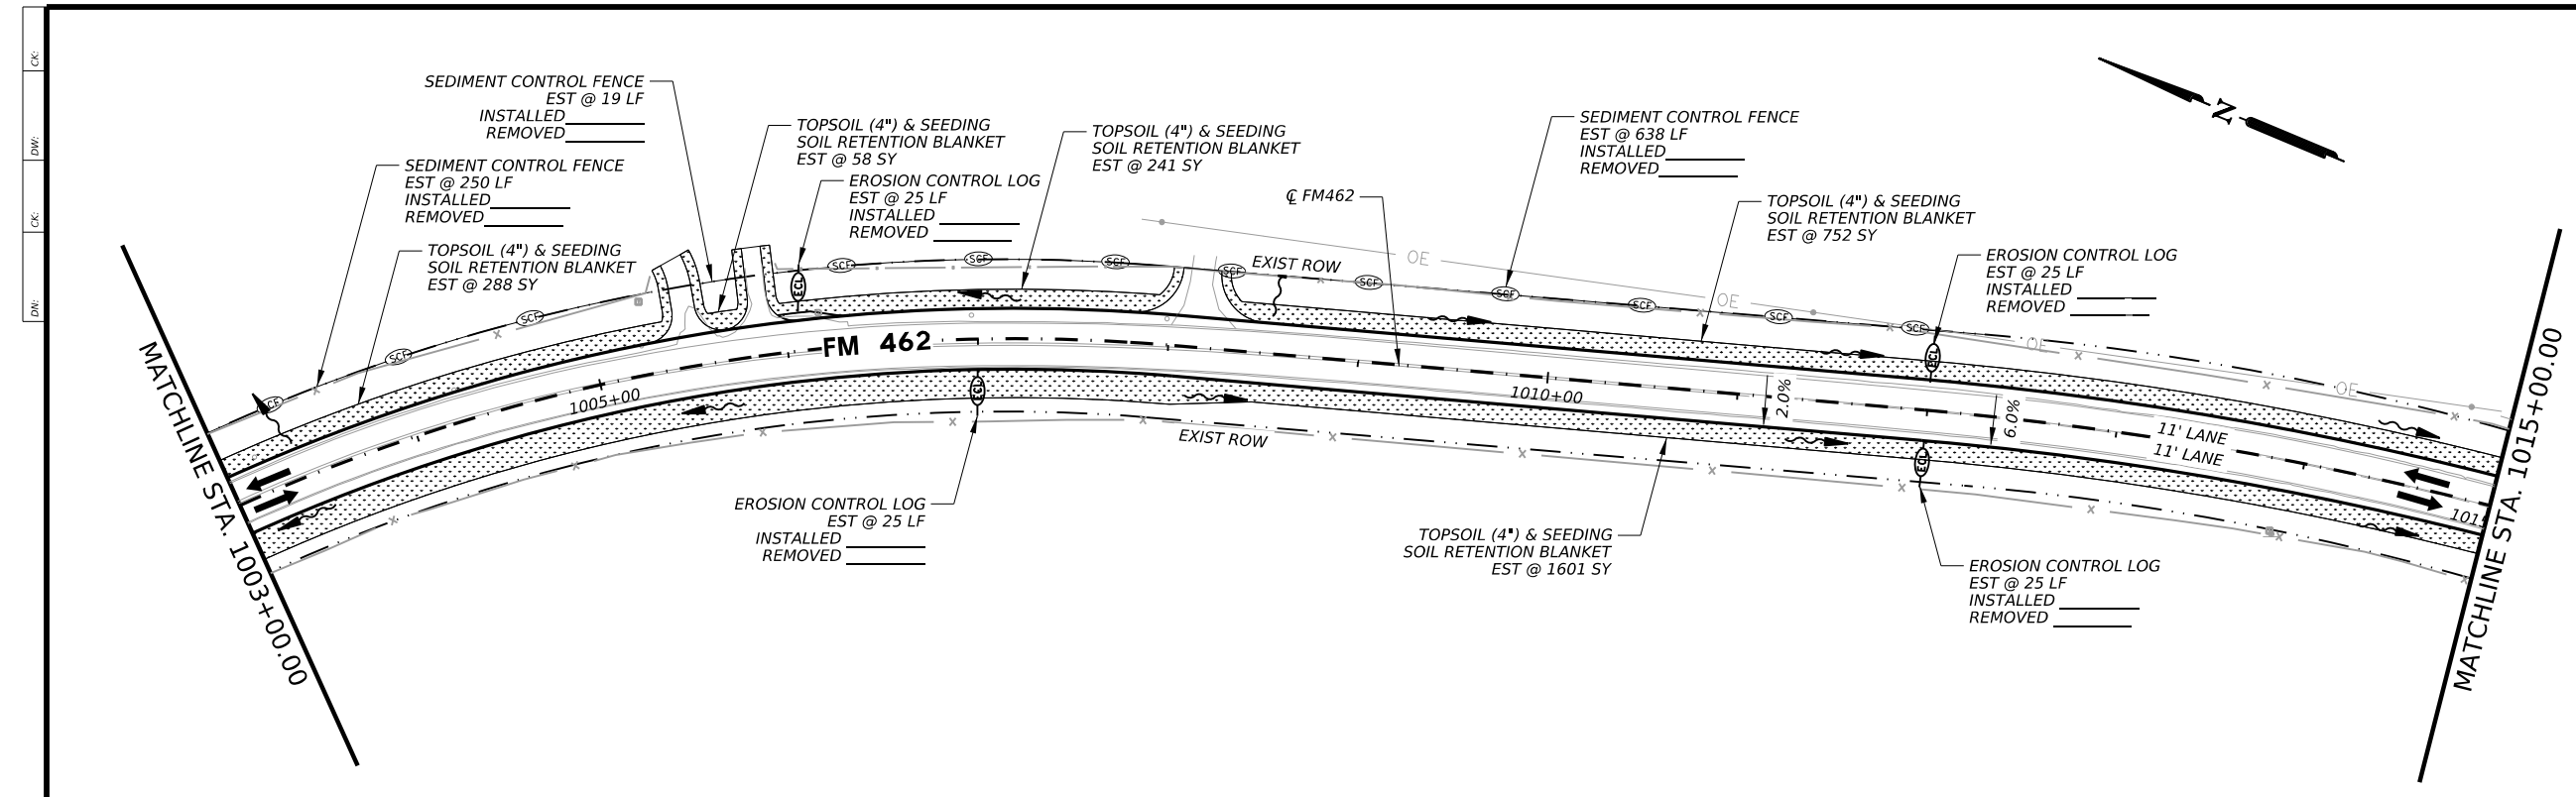 CK:
DW:
CK:
DN:
SEDIMENT CONTROL FENCE
EST @ 19 LF
INSTALLED
REMOVED
SEDIMENT CONTROL FENCE
EST @ 250 LF
INSTALLED
REMOVED
TOPSOIL (4") & SEEDING
SOIL RETENTION BLANKET
EST @ 288 SY
TOPSOIL (4") & SEEDING
SOIL RETENTION BLANKET
EST @ 58 SY
EROSION CONTROL LOG
EST @ 25 LF
INSTALLED
REMOVED
TOPSOIL (4") & SEEDING
SOIL RETENTION BLANKET
EST @ 241 SY
℄ FM462
SEDIMENT CONTROL FENCE
EST @ 638 LF
INSTALLED
REMOVED
TOPSOIL (4") & SEEDING
SOIL RETENTION BLANKET
EST @ 752 SY
EROSION CONTROL LOG
EST @ 25 LF
INSTALLED
REMOVED
N
EXIST ROW
OE
OE
OE
OE
SCF
SCF
SCF
SCF
SCF
SCF
SCF
SCF
SCF
SCF
SCF
SCF
ECL
ECL
ECL
ECL
FM 462
1005+00
1010+00
2.0%
6.0%
11' LANE
11' LANE
101
EXIST ROW
MATCHLINE STA. 1003+00.00
MATCHLINE STA. 1015+00.00
EROSION CONTROL LOG
EST @ 25 LF
INSTALLED
REMOVED
TOPSOIL (4") & SEEDING
SOIL RETENTION BLANKET
EST @ 1601 SY
EROSION CONTROL LOG
EST @ 25 LF
INSTALLED
REMOVED